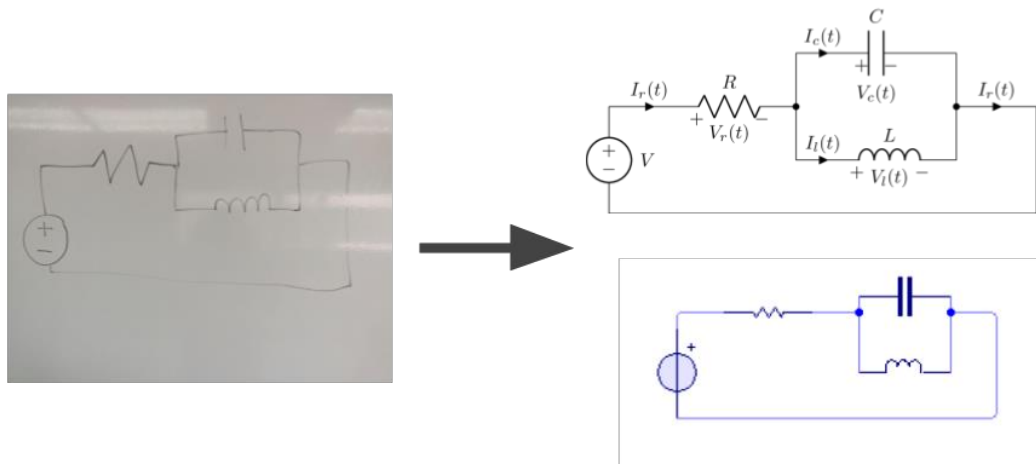 +
−
C
I_c(t)
+ −
V_c(t)
I_r(t)
R
I_r(t)
+ −
V_r(t)
I_l(t)
L
+ −
V_l(t)
+
−
V
+